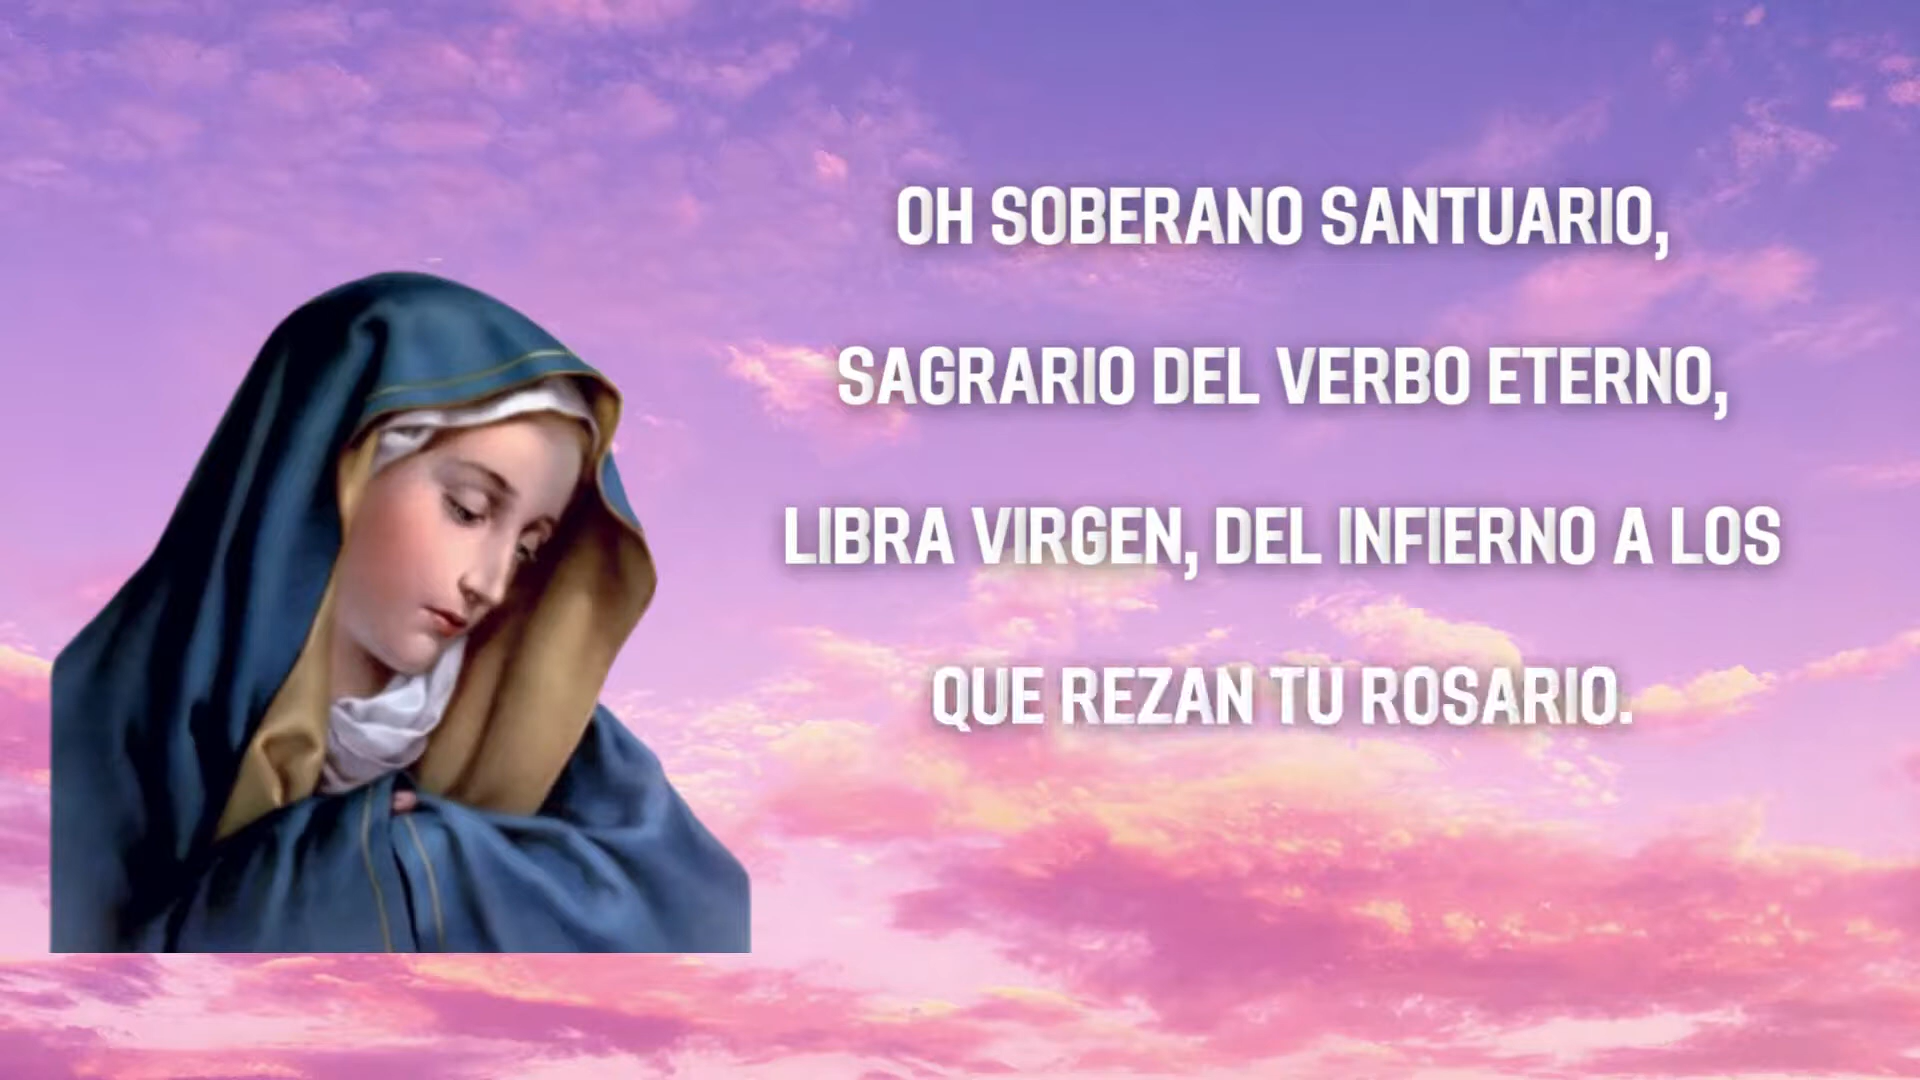 OH SOBERANO SANTUARIO,
SAGRARIO DEL VERBO ETERNO,
LIBRA VIRGEN, DEL INFIERNO A LOS
QUE REZAN TU ROSARIO.